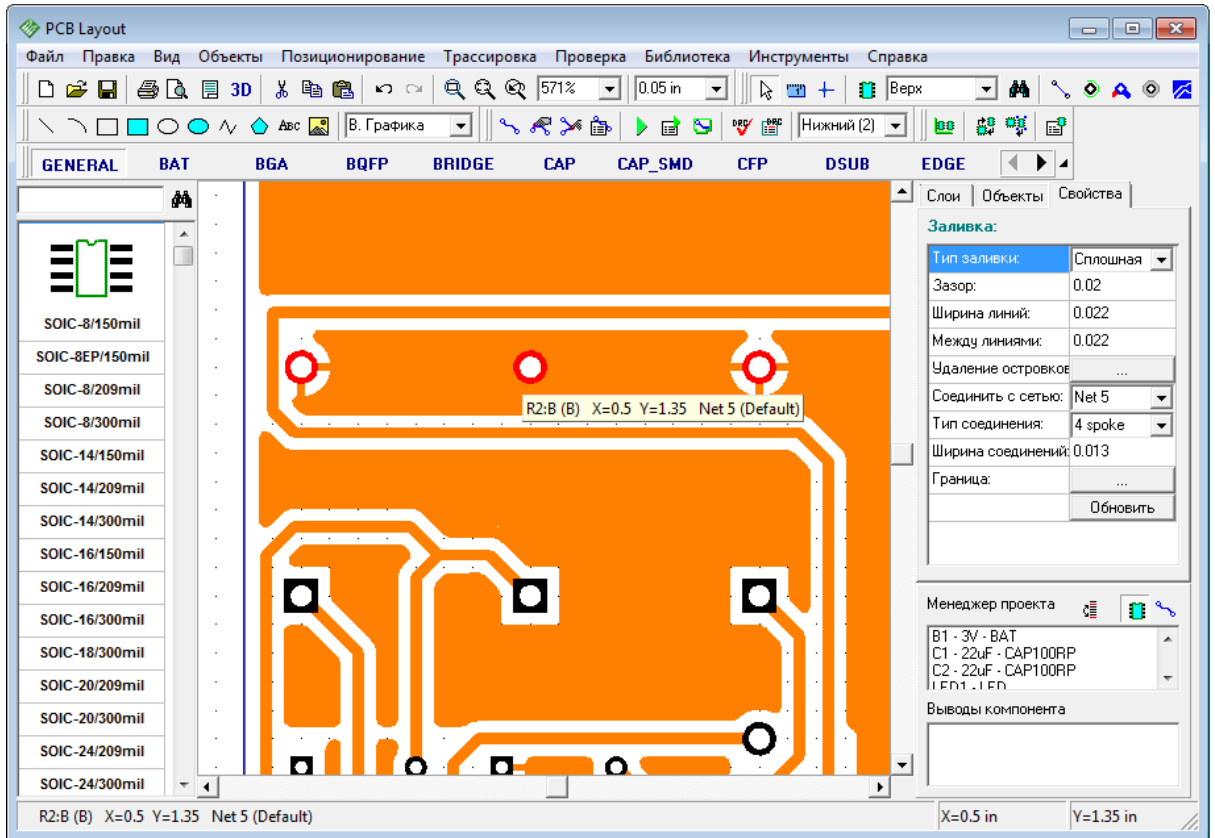 PCB Layout
Файл Правка Вид Объекты Позиционирование Трассировка Проверка Библиотека Инструменты Справка
3D 571% 0.05 in Верх
ABC В. Графика DRC DRC Нижний (2)
GENERAL BAT BGA BQFP BRIDGE CAP CAP_SMD CFP DSUB EDGE
Слои Объекты Свойства
Заливка:
Тип заливки: Сплошная
Зазор: 0.02
Ширина линий: 0.022
Между линиями: 0.022
Удаление островков ...
Соединить с сетью: Net 5
Тип соединения: 4 spoke
Ширина соединений: 0.013
Граница: ...
Обновить
SOIC-8/150mil
SOIC-8EP/150mil
SOIC-8/209mil
SOIC-8/300mil
SOIC-14/150mil
SOIC-14/209mil
SOIC-14/300mil
SOIC-16/150mil
SOIC-16/209mil
SOIC-16/300mil
SOIC-18/300mil
SOIC-20/209mil
SOIC-20/300mil
SOIC-24/209mil
SOIC-24/300mil
R2:B (B) X=0.5 Y=1.35 Net 5 (Default)
Менеджер проекта
B1 - 3V - BAT
C1 - 22uF - CAP100RP
C2 - 22uF - CAP100RP
LED1 - LED
Выводы компонента
R2:B (B) X=0.5 Y=1.35 Net 5 (Default) X=0.5 in Y=1.35 in